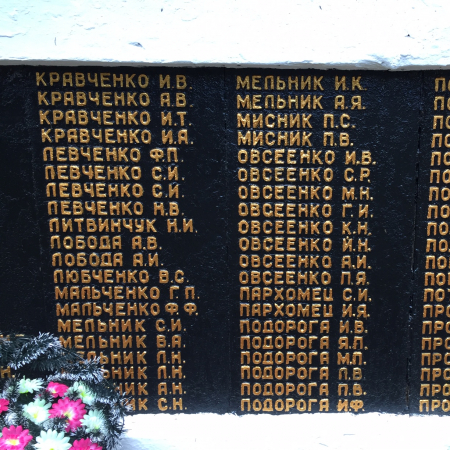 КРАВЧЕНКО И.В.
КРАВЧЕНКО А.В.
КРАВЧЕНКО И.Т.
КРАВЧЕНКО И.Я.
ЛЕВЧЕНКО Ф.П.
ЛЕВЧЕНКО С.И.
ЛЕВЧЕНКО С.И.
ЛЕВЧЕНКО Н.В.
ЛИТВИНЧУК Н.И.
ЛОБОДА А.В.
ЛОБОДА А.И.
ЛЮБЧЕНКО В.С.
МАЛЬЧЕНКО Г.П.
МАЛЬЧЕНКО Ф.Ф.
МЕЛЬНИК С.И.
МЕЛЬНИК В.А.
МЕЛЬНИК Л.Н.
Л.Н.
А.Н.
С.Н.
МЕЛЬНИК И.К.
МЕЛЬНИК А.Я.
МИСНИК П.С.
МИСНИК П.В.
ОВСЕЕНКО И.В.
ОВСЕЕНКО С.Р.
ОВСЕЕНКО М.Н.
ОВСЕЕНКО Г.И.
ОВСЕЕНКО К.Н.
ОВСЕЕНКО И.Н.
ОВСЕЕНКО А.И.
ОВСЕЕНКО П.Я.
ПАРХОМЕЦ С.И.
ПАРХОМЕЦ И.Я.
ПОДОРОГА И.В.
ПОДОРОГА Я.П.
ПОДОРОГА М.П.
ПОДОРОГА П.В.
ПОДОРОГА П.В.
ПОДОРОГА И.Ф.